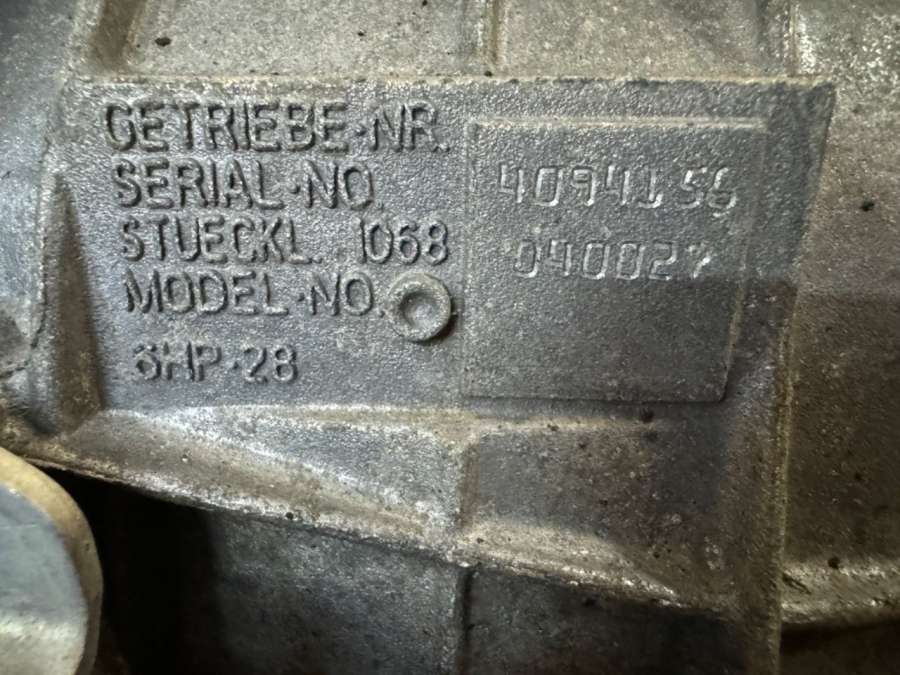 GETRIEBE-NR.
SERIAL-NO. 4094156
STUECKL. 1068 040027
MODEL-NO.
6HP-28